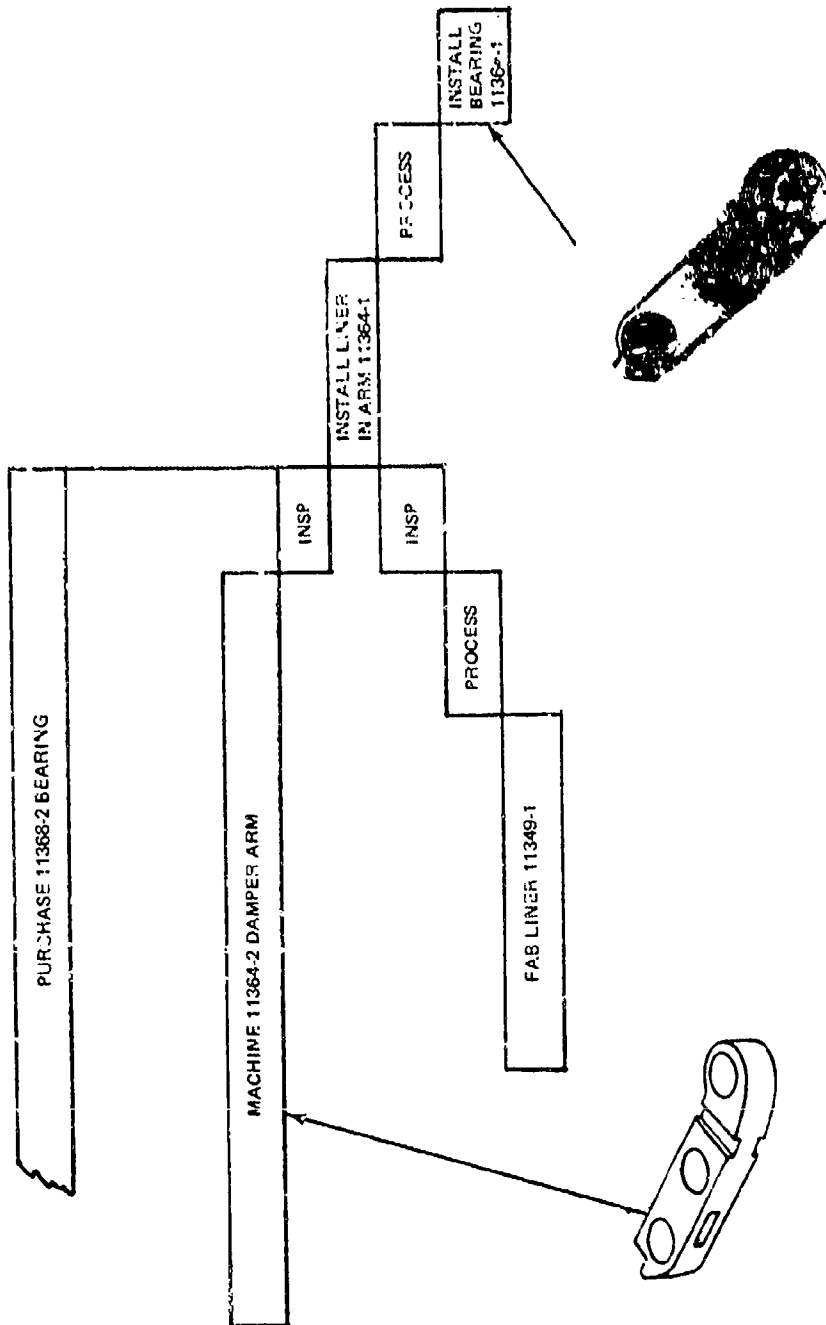 PURCHASE 11368-2 BEARING
MACHINE 11364-2 DAMPER ARM
INSP
INSTALL LINER
IN ARM 11364-1
PROCESS
INSTALL
BEARING
INSP
PROCESS
FAB LINER 11349-1